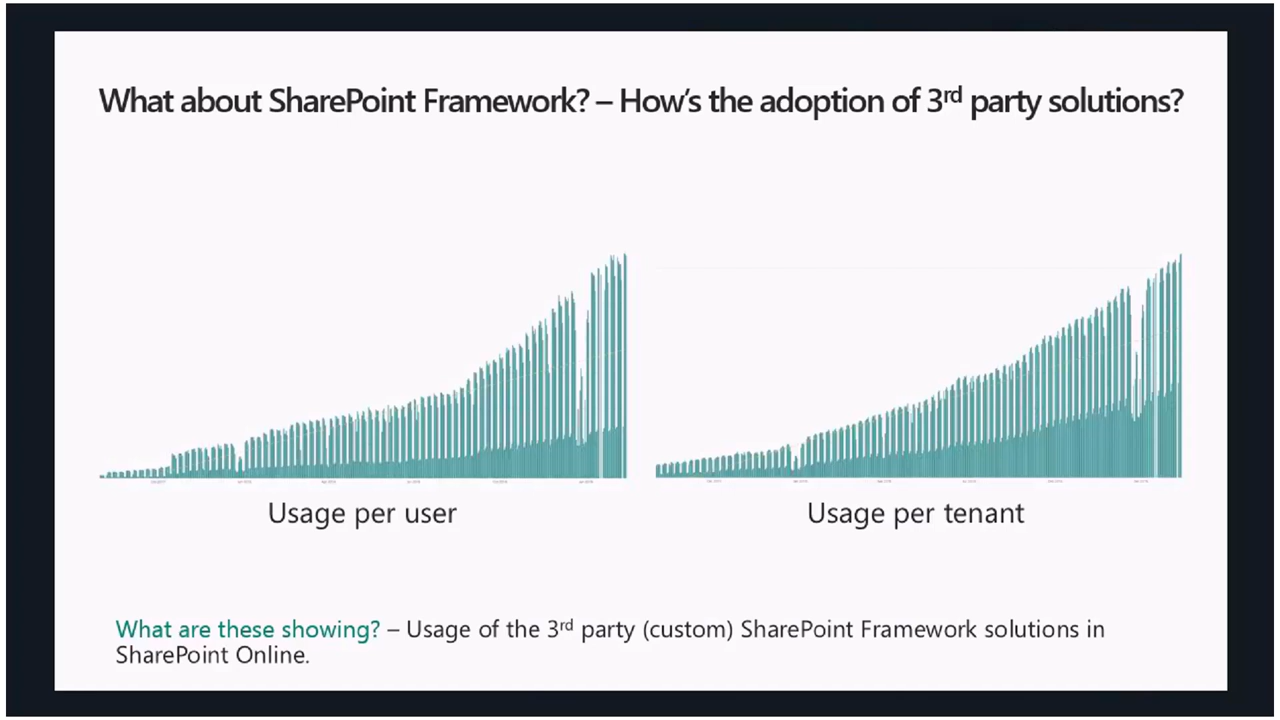 What about SharePoint Framework? – How's the adoption of 3rd party solutions?
Usage per user
Usage per tenant
What are these showing? – Usage of the 3rd party (custom) SharePoint Framework solutions in
SharePoint Online.